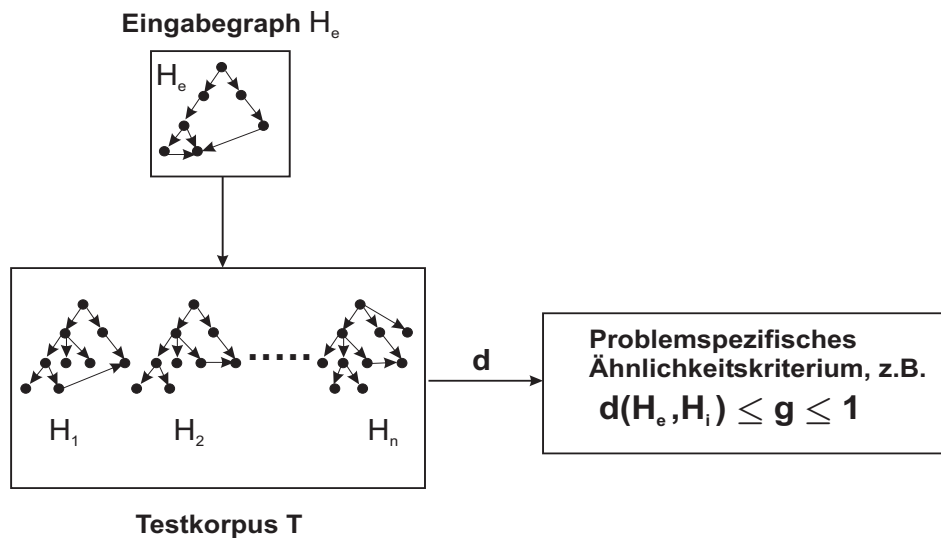 Eingabegraph Hₑ
Hₑ
H₁ H₂ Hₙ
Testkorpus T
d
Problemspezifisches
Ähnlichkeitskriterium, z.B.
d(Hₑ,Hᵢ) ≤ g ≤ 1